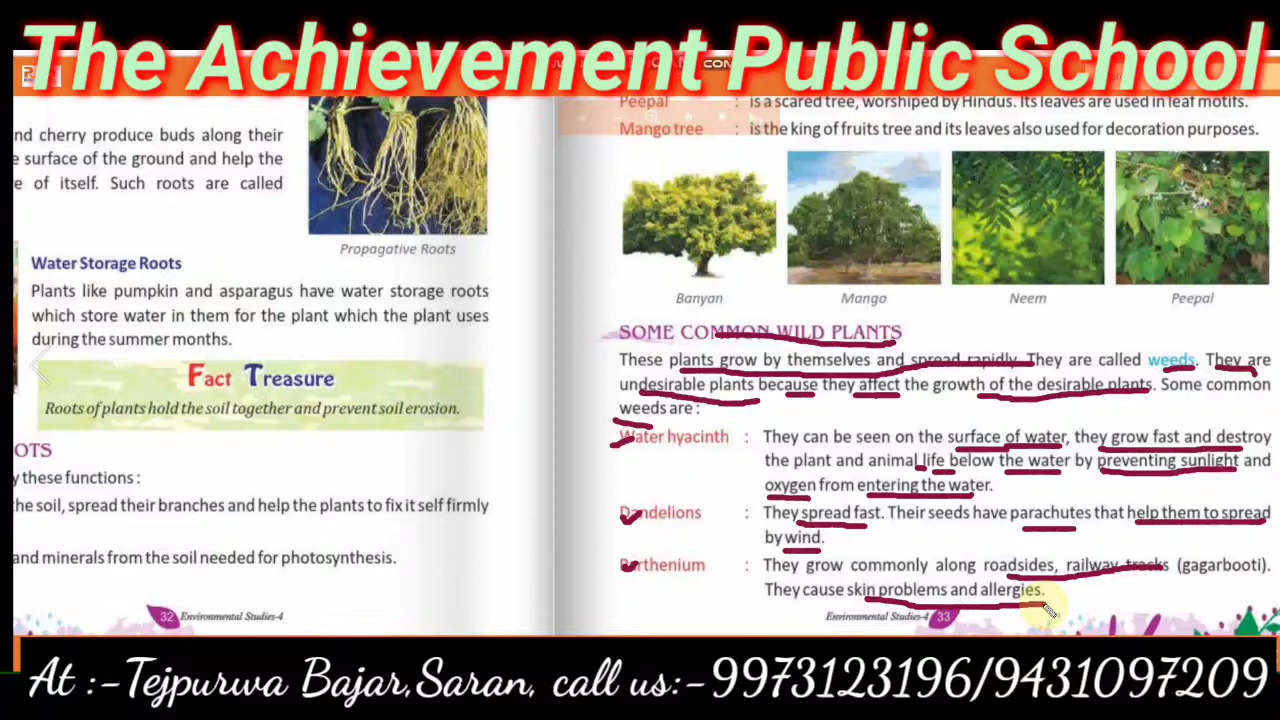 The Achievement Public School
nd cherry produce buds along their
e surface of the ground and help the
e of itself. Such roots are called
Propagative Roots
Water Storage Roots
Plants like pumpkin and asparagus have water storage roots
which store water in them for the plant which the plant uses
during the summer months.
Fact Treasure
Roots of plants hold the soil together and prevent soil erosion.
OTS
y these functions :
he soil, spread their branches and help the plants to fix it self firmly
and minerals from the soil needed for photosynthesis.
32 Environmental Studies-4
Peepal : is a scared tree, worshiped by Hindus. Its leaves are used in leaf motifs.
Mango tree : is the king of fruits tree and its leaves also used for decoration purposes.
Banyan Mango Neem Peepal
SOME COMMON WILD PLANTS
These plants grow by themselves and spread rapidly. They are called weeds. They are
undesirable plants because they affect the growth of the desirable plants. Some common
weeds are :
Water hyacinth : They can be seen on the surface of water, they grow fast and destroy
the plant and animal life below the water by preventing sunlight and
oxygen from entering the water.
Dandelions : They spread fast. Their seeds have parachutes that help them to spread
by wind.
Parthenium : They grow commonly along roadsides, railway tracks (gagarbooti).
They cause skin problems and allergies.
Environmental Studies-4 33
At :-Tejpurwa Bajar,Saran, call us:-9973123196/9431097209